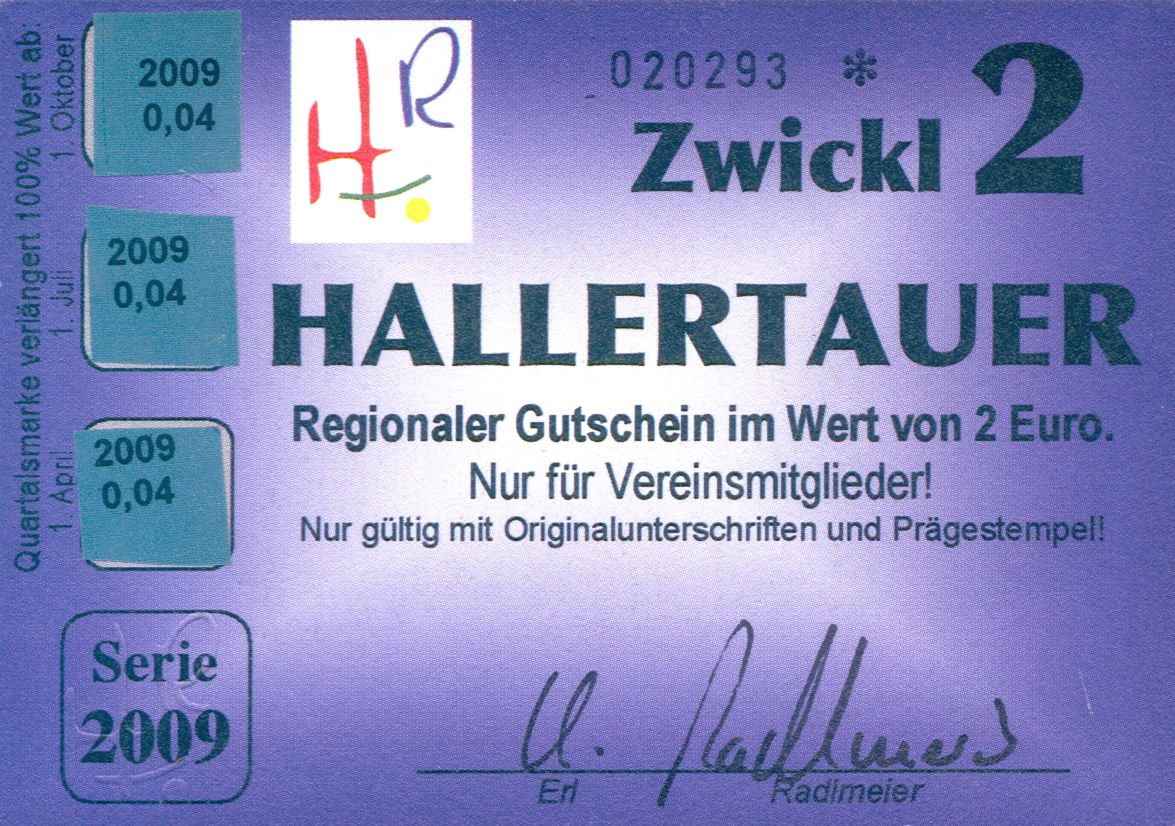 Quartalsmarke verlängert 100% Wert ab:
1. Oktober
2009
0,04
1. Juli
2009
0,04
1 April
2009
0,04
Serie
2009
HR
020293 *
Zwickl 2
HALLERTAUER
Regionaler Gutschein im Wert von 2 Euro.
Nur für Vereinsmitglieder!
Nur gültig mit Originalunterschriften und Prägestempel!
Erl
Radlmeier